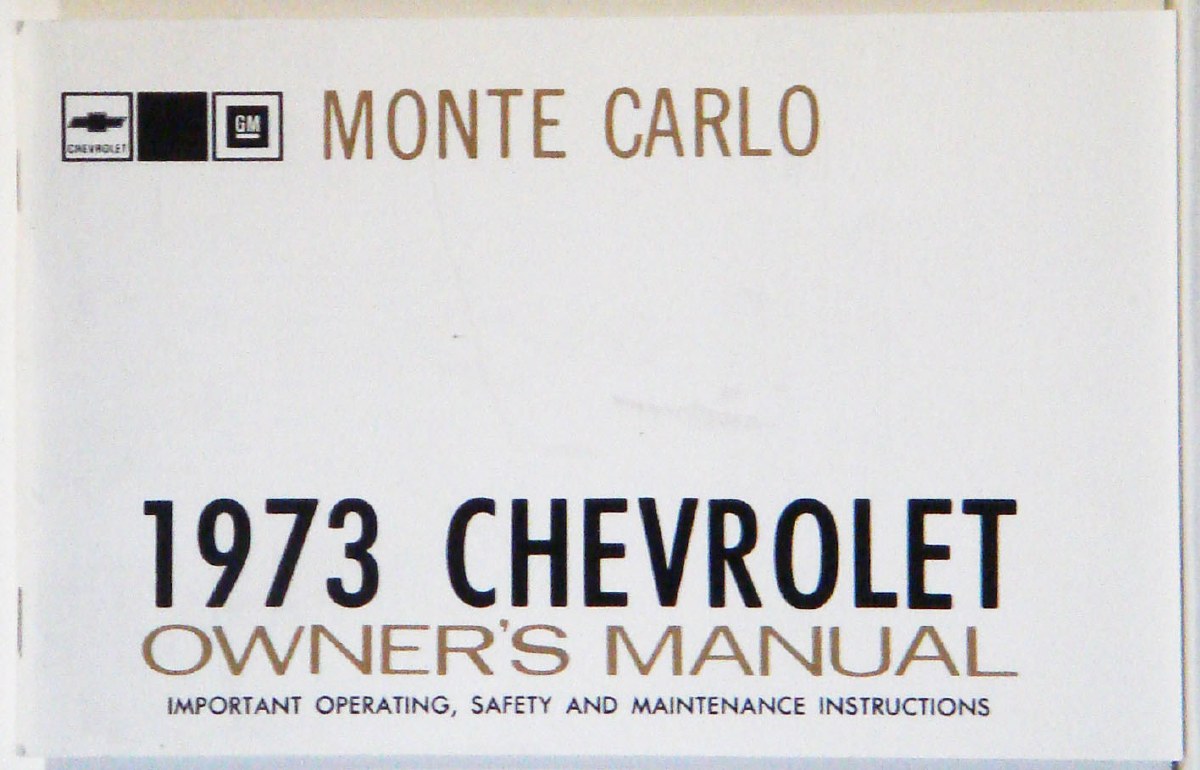 CHEVROLET
GM
MONTE CARLO
1973 CHEVROLET
OWNER'S MANUAL
IMPORTANT OPERATING, SAFETY AND MAINTENANCE INSTRUCTIONS